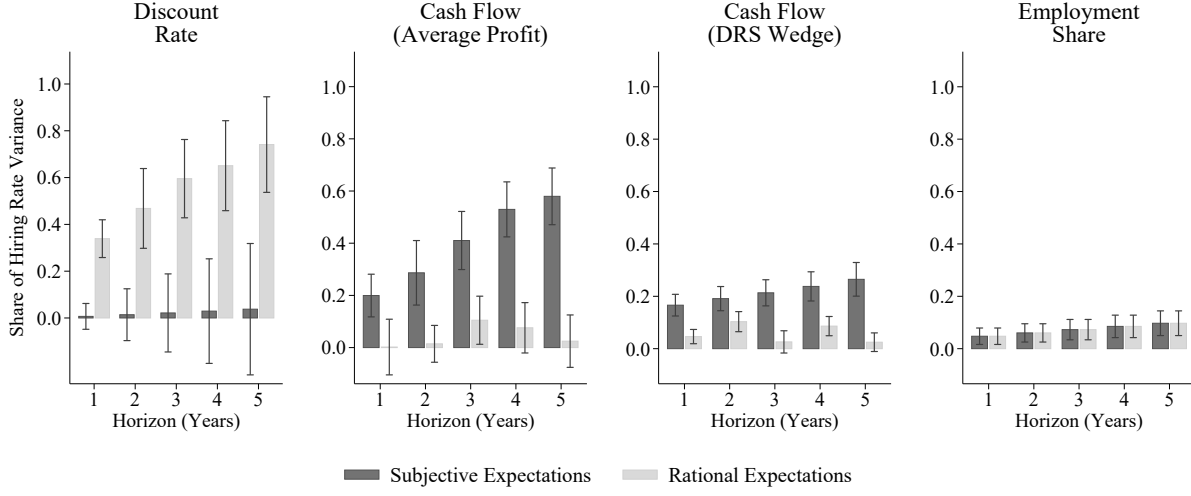 Discount
Rate
Cash Flow
(Average Profit)
Cash Flow
(DRS Wedge)
Employment
Share
Share of Hiring Rate Variance
1.0
0.8
0.6
0.4
0.2
0.0
1 2 3 4 5
Horizon (Years)
1.0
0.8
0.6
0.4
0.2
0.0
1 2 3 4 5
Horizon (Years)
1.0
0.8
0.6
0.4
0.2
0.0
1 2 3 4 5
Horizon (Years)
1.0
0.8
0.6
0.4
0.2
0.0
1 2 3 4 5
Horizon (Years)
Subjective Expectations
Rational Expectations